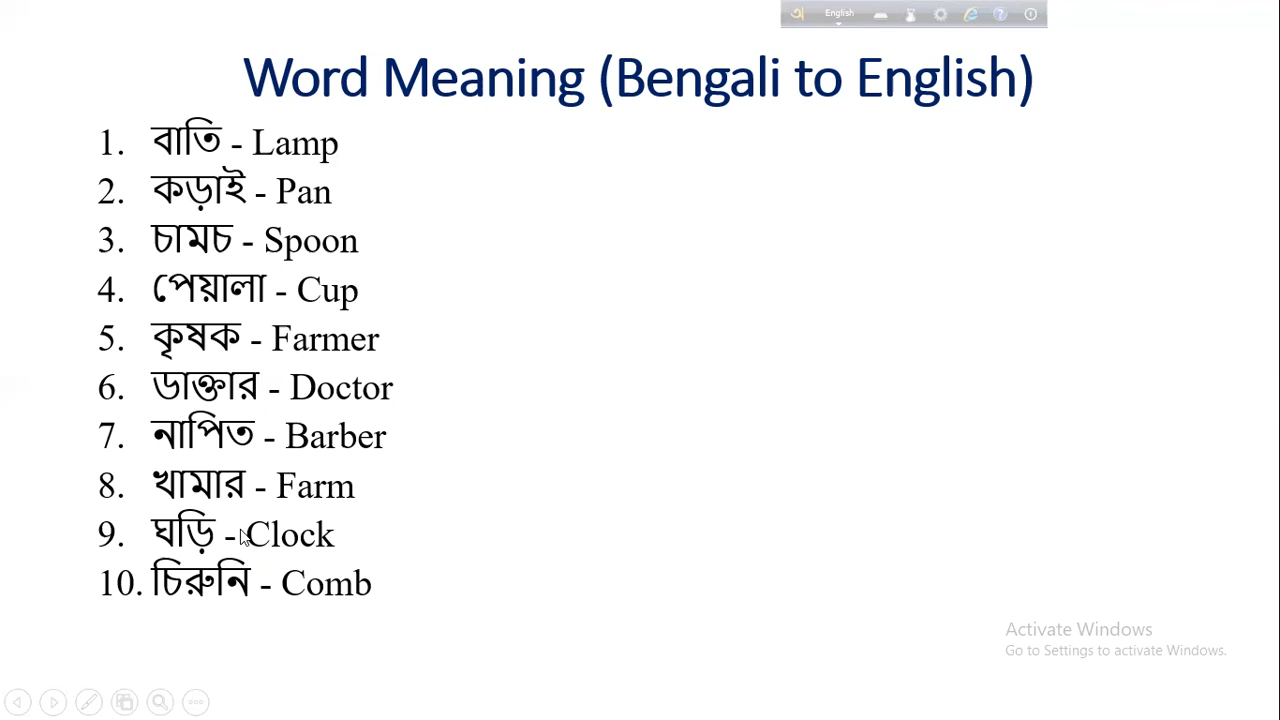 English
Word Meaning (Bengali to English)
1. বাতি - Lamp
2. কড়াই - Pan
3. চামচ - Spoon
4. পেয়ালা - Cup
5. কৃষক - Farmer
6. ডাক্তার - Doctor
7. নাপিত - Barber
8. খামার - Farm
9. ঘড়ি - Clock
10. চিরুনি - Comb
Activate Windows
Go to Settings to activate Windows.